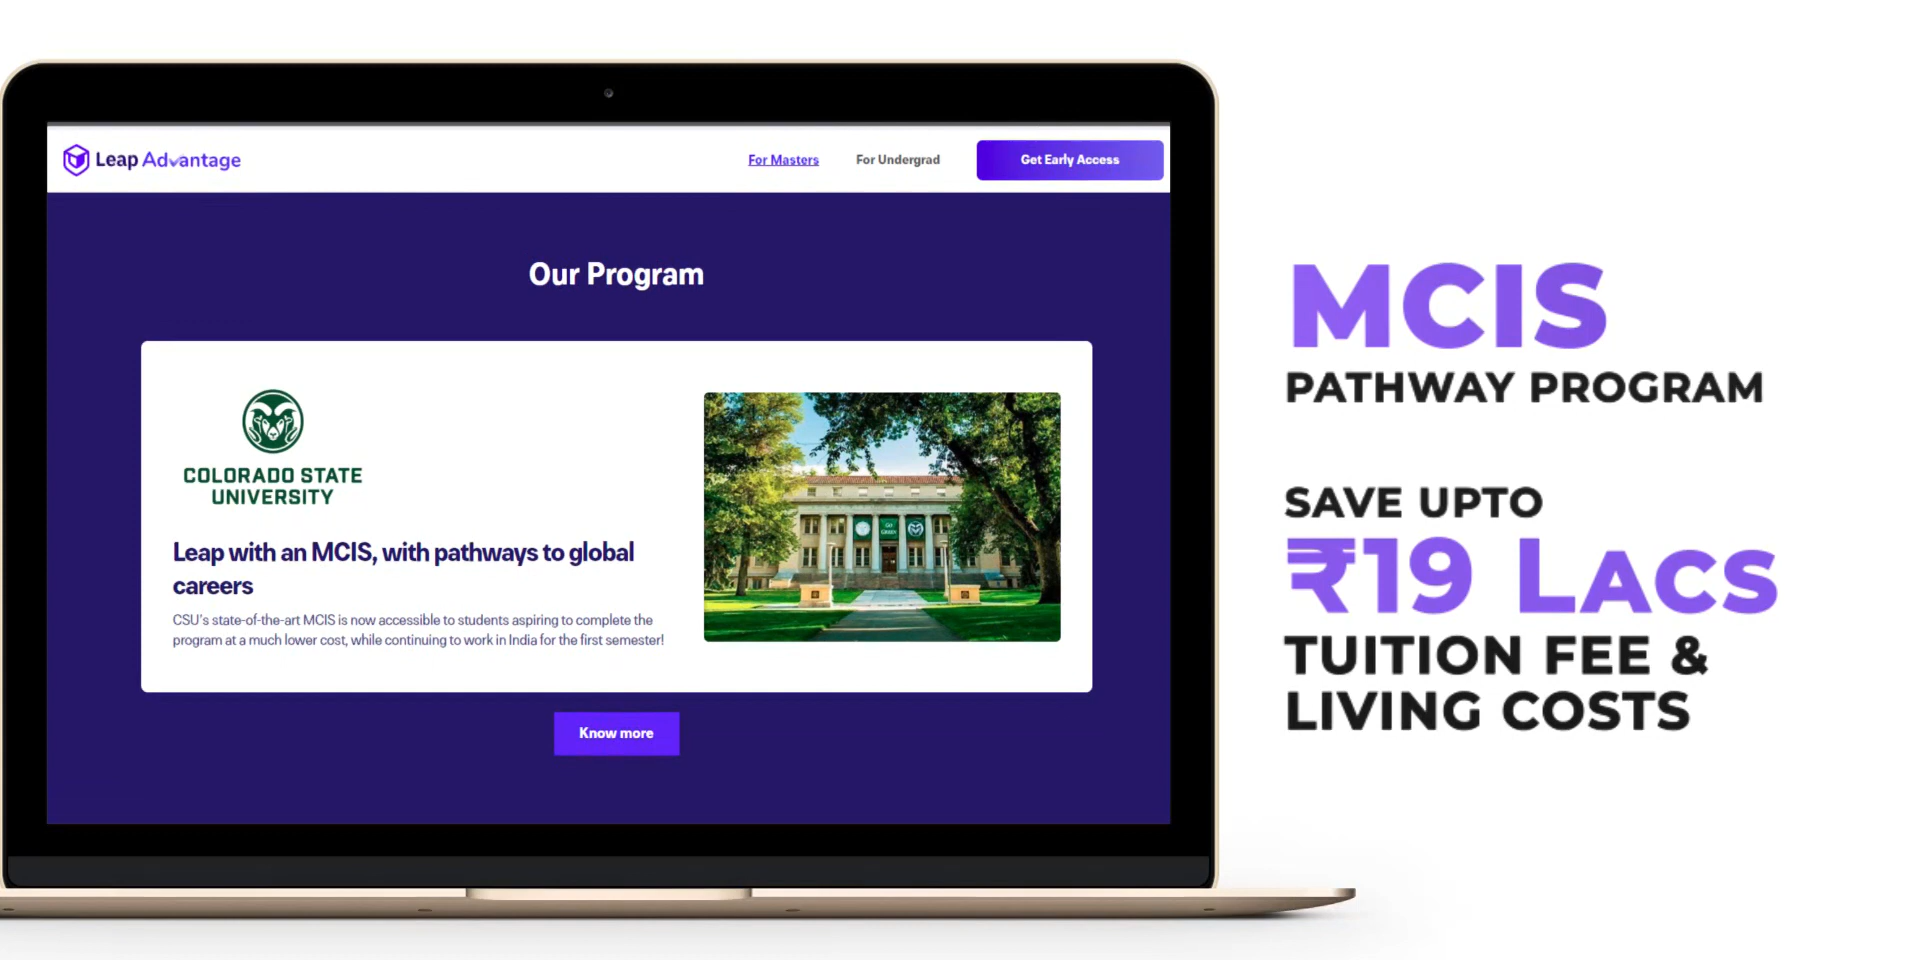 Leap Advantage
For Masters
For Undergrad
Get Early Access
Our Program
COLORADO STATE
UNIVERSITY
Leap with an MCIS, with pathways to global
careers
CSU's state-of-the-art MCIS is now accessible to students aspiring to complete the
program at a much lower cost, while continuing to work in India for the first semester!
Know more
MCIS
PATHWAY PROGRAM
SAVE UPTO
₹19 LACS
TUITION FEE &
LIVING COSTS